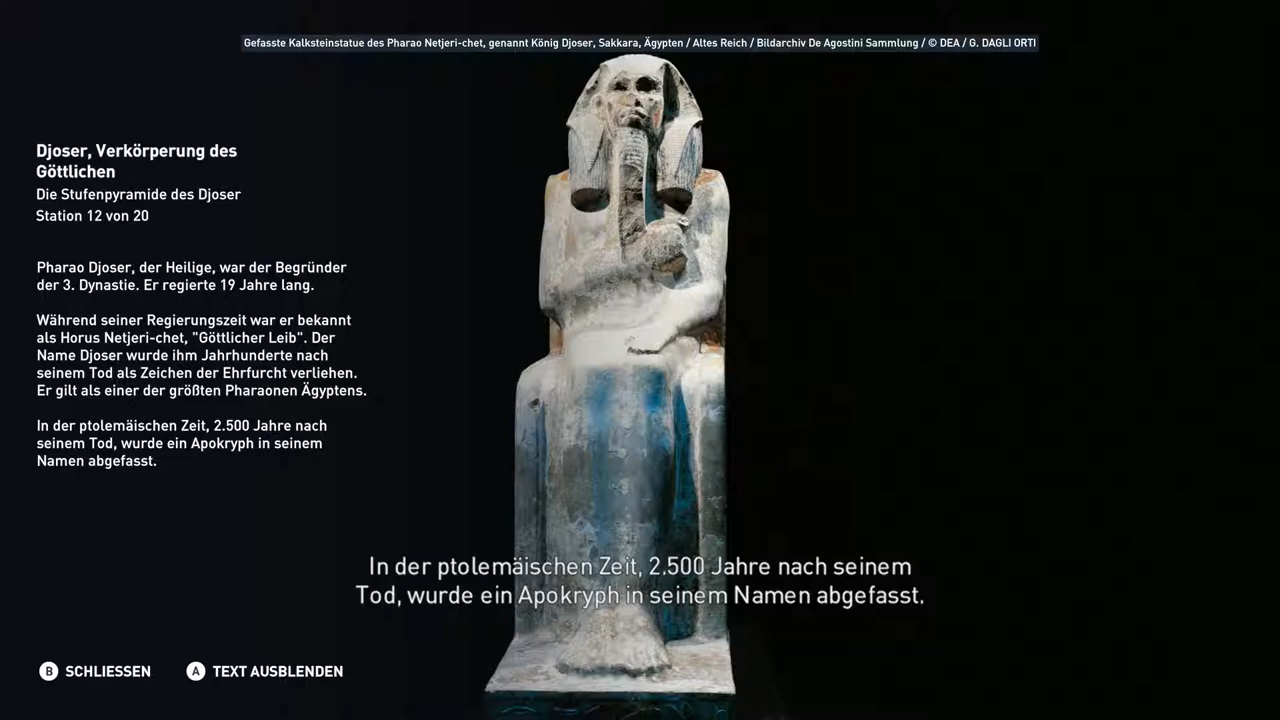 Gefasste Kalksteinstatue des Pharao Netjeri-chet, genannt König Djoser, Sakkara, Ägypten / Altes Reich / Bildarchiv De Agostini Sammlung / © DEA / G. DAGLI ORTI
Djoser, Verkörperung des
Göttlichen
Die Stufenpyramide des Djoser
Station 12 von 20
Pharao Djoser, der Heilige, war der Begründer
der 3. Dynastie. Er regierte 19 Jahre lang.
Während seiner Regierungszeit war er bekannt
als Horus Netjeri-chet, "Göttlicher Leib". Der
Name Djoser wurde ihm Jahrhunderte nach
seinem Tod als Zeichen der Ehrfurcht verliehen.
Er gilt als einer der größten Pharaonen Ägyptens.
In der ptolemäischen Zeit, 2.500 Jahre nach
seinem Tod, wurde ein Apokryph in seinem
Namen abgefasst.
In der ptolemäischen Zeit, 2.500 Jahre nach seinem
Tod, wurde ein Apokryph in seinem Namen abgefasst.
B SCHLIESSEN A TEXT AUSBLENDEN